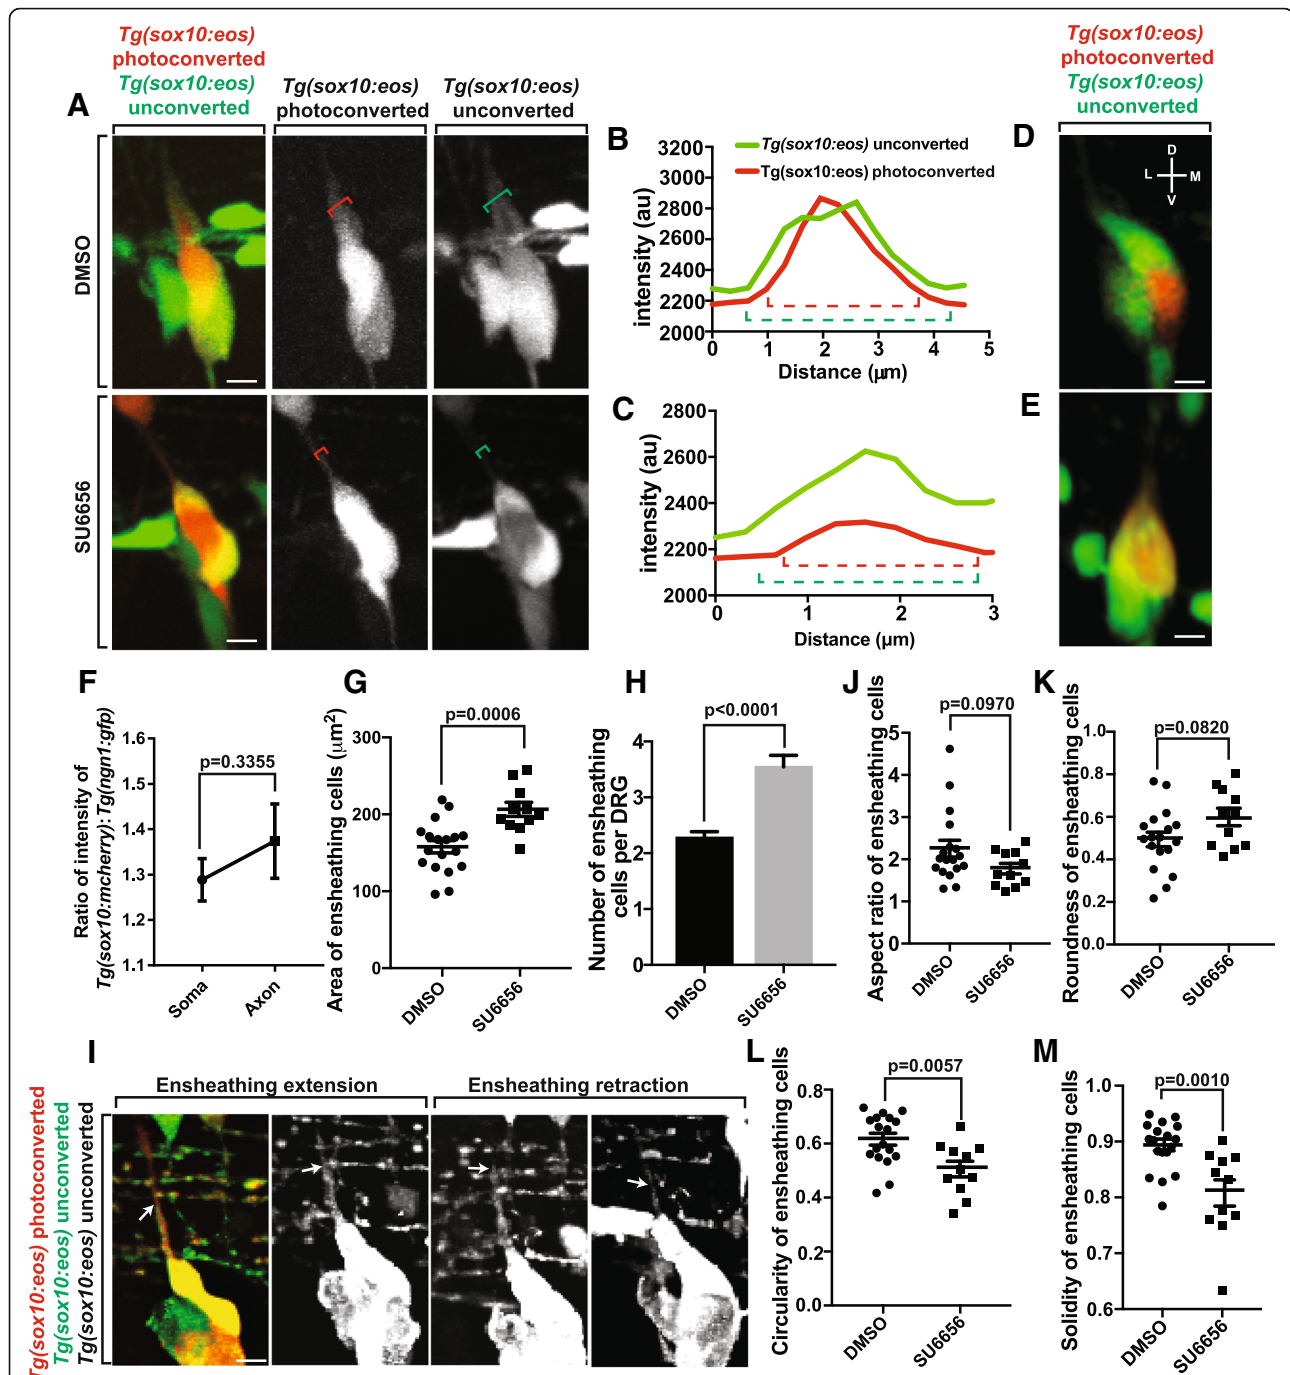 Tg(sox10:eos)
photoconverted
Tg(sox10:eos)
unconverted
Tg(sox10:eos)
photoconverted
Tg(sox10:eos)
unconverted
Tg(sox10:eos)
photoconverted
Tg(sox10:eos)
unconverted
A
DMSO
SU6656
B
3200
3000
2800
2600
2400
2200
2000
intensity (au)
Tg(sox10:eos) unconverted
Tg(sox10:eos) photoconverted
0 1 2 3 4 5
Distance (µm)
C
2800
2600
2400
2200
2000
intensity (au)
0 1 2 3
Distance (µm)
D
D
L M
V
E
F
Ratio of intensity of
Tg(sox10:mcherry):Tg(ngn1:gfp)
1.6
1.5
1.4
1.3
1.2
1.1
p=0.3355
Soma
Axon
G
Area of ensheathing cells (µm2)
300
200
100
0
p=0.0006
DMSO
SU6656
H
Number of ensheathing
cells per DRG
4
3
2
1
0
p<0.0001
DMSO
SU6656
J
Aspect ratio of ensheathing cells
5
4
3
2
1
0
p=0.0970
DMSO
SU6656
K
Roundness of ensheathing cells
1.0
0.8
0.6
0.4
0.2
0.0
p=0.0820
DMSO
SU6656
I
Ensheathing extension
Ensheathing retraction
Tg(sox10:eos) photoconverted
Tg(sox10:eos) unconverted
Tg(sox10:eos) unconverted
L
Circularity of ensheathing cells
0.8
0.6
0.4
0.2
0.0
p=0.0057
DMSO
SU6656
M
Solidity of ensheathing cells
1.0
0.9
0.8
0.7
0.6
p=0.0010
DMSO
SU6656